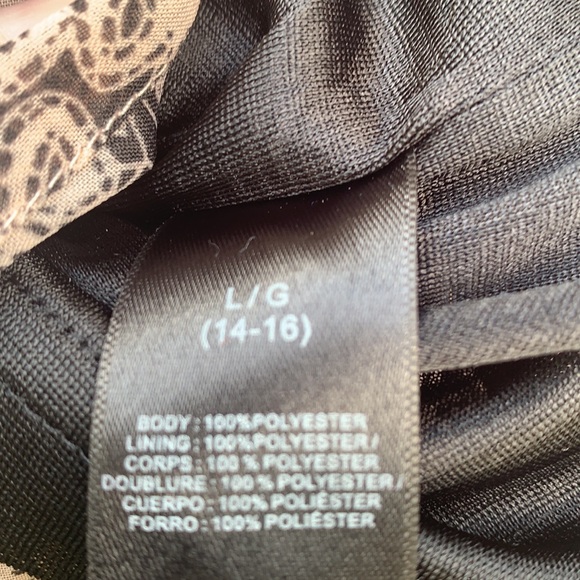 L / G
(14-16)
BODY : 100% POLYESTER
LINING : 100% POLYESTER /
CORPS : 100 % POLYESTER
DOUBLURE : 100 % POLYESTER /
CUERPO : 100% POLIÉSTER
FORRO : 100% POLIÉSTER